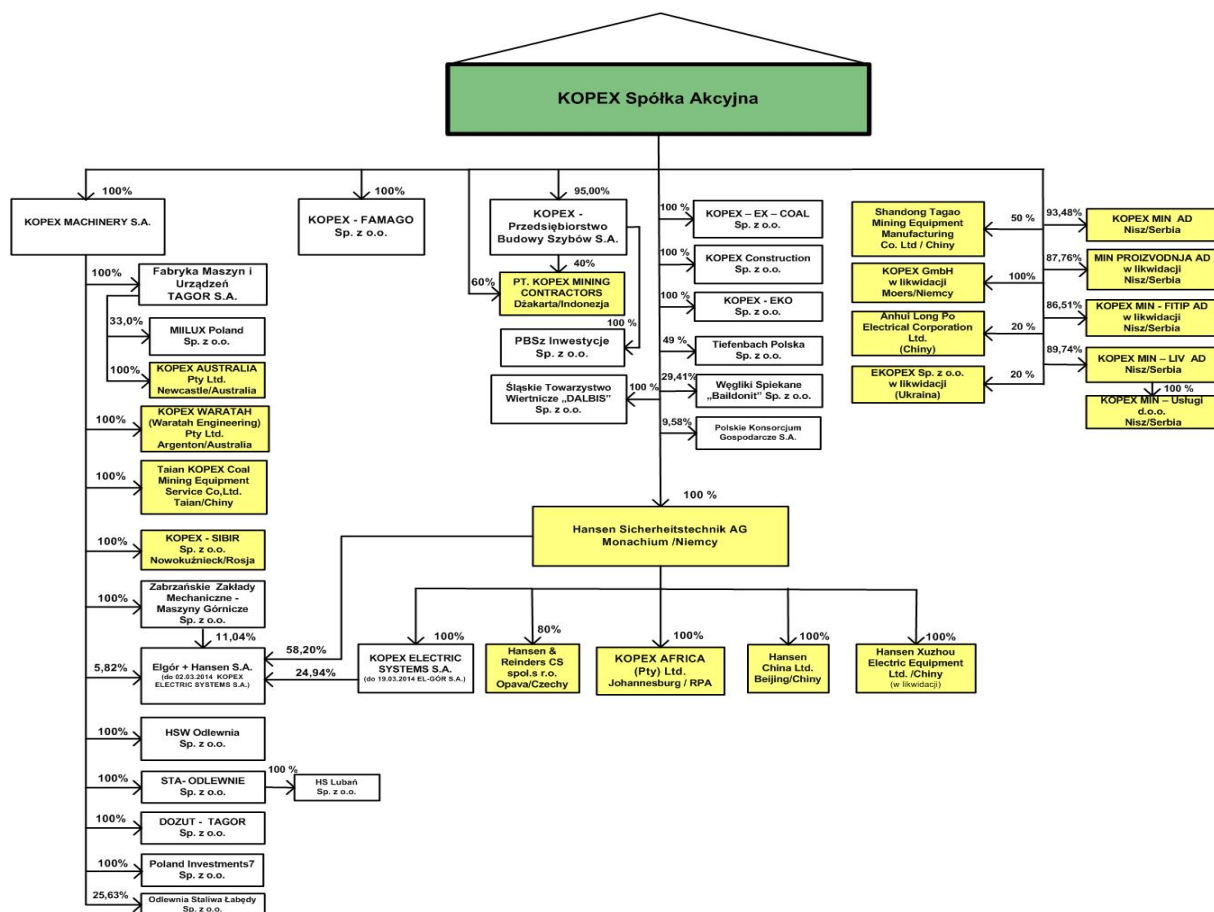 KOPEX Spółka Akcyjna
100%
KOPEX MACHINERY S.A.
100%
KOPEX - FAMAGO
Sp. z o.o.
95,00%
KOPEX -
Przedsiębiorstwo
Budowy Szybów S.A.
40%
60%
PT. KOPEX MINING
CONTRACTORS
Dżakarta/Indonezja
100 %
PBSz Inwestycje
Sp. z o.o.
100 %
Śląskie Towarzystwo
Wiertnicze „DALBIS”
Sp. z o.o.
100 %
KOPEX – EX – COAL
Sp. z o.o.
100 %
KOPEX Construction
Sp. z o.o.
100 %
KOPEX - EKO
Sp. z o.o.
49 %
Tiefenbach Polska
Sp. z o.o.
29,41%
Węgliki Spiekane
„Baildonit” Sp. z o.o.
9,58%
Polskie Konsorcjum
Gospodarcze S.A.
Shandong Tagao
Mining Equipment
Manufacturing
Co. Ltd / Chiny
50 %
KOPEX GmbH
w likwidacji
Moers/Niemcy
100%
Anhui Long Po
Electrical Corporation
Ltd.
(Chiny)
20 %
EKOPEX Sp. z o.o.
w likwidacji
(Ukraina)
20 %
93,48%
KOPEX MIN AD
Nisz/Serbia
87,76%
MIN PROIZVODNJA AD
w likwidacji
Nisz/Serbia
86,51%
KOPEX MIN - FITIP AD
w likwidacji
Nisz/Serbia
89,74%
KOPEX MIN – LIV AD
Nisz/Serbia
100 %
KOPEX MIN – Usługi
d.o.o.
Nisz/Serbia
100%
Fabryka Maszyn i
Urządzeń
TAGOR S.A.
33,0%
MIILUX Poland
Sp. z o.o.
100%
KOPEX AUSTRALIA
Pty Ltd.
Newcastle/Australia
100%
KOPEX WARATAH
(Waratah Engineering)
Pty Ltd.
Argenton/Australia
100%
Taian KOPEX Coal
Mining Equipment
Service Co,Ltd.
Taian/Chiny
100%
KOPEX - SIBIR
Sp. z o.o.
Nowokuźnieck/Rosja
100%
Zabrzańskie Zakłady
Mechaniczne -
Maszyny Górnicze
Sp. z o.o.
11,04%
5,82%
Elgór + Hansen S.A.
(do 02.03.2014 KOPEX
ELECTRIC SYSTEMS S.A.)
58,20%
24,94%
100 %
Hansen Sicherheitstechnik AG
Monachium /Niemcy
100%
KOPEX ELECTRIC
SYSTEMS S.A.
(do 19.03.2014 EL-GÓR S.A.)
80%
Hansen &
Reinders CS
spol.s r.o.
Opava/Czechy
100%
KOPEX AFRICA
(Pty) Ltd.
Johannesburg / RPA
100%
Hansen
China Ltd.
Beijing/Chiny
100%
Hansen Xuzhou
Electric Equipment
Ltd. /Chiny
(w likwidacji)
100%
HSW Odlewnia
Sp. z o.o.
100%
STA- ODLEWNIE
Sp. z o.o.
100 %
HS Lubań
Sp. z o.o.
100%
DOZUT - TAGOR
Sp. z o.o.
100%
Poland Investments7
Sp. z o.o.
25,63%
Odlewnia Staliwa Łabędy
Sp. z o.o.